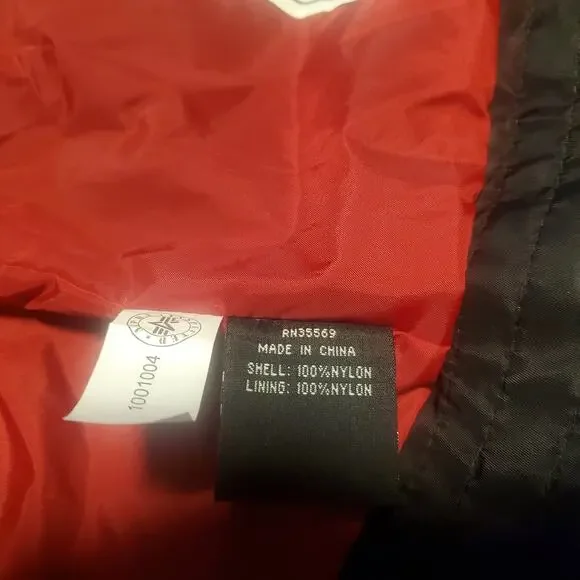 1001004
RN35569
MADE IN CHINA
SHELL: 100%NYLON
LINING: 100%NYLON